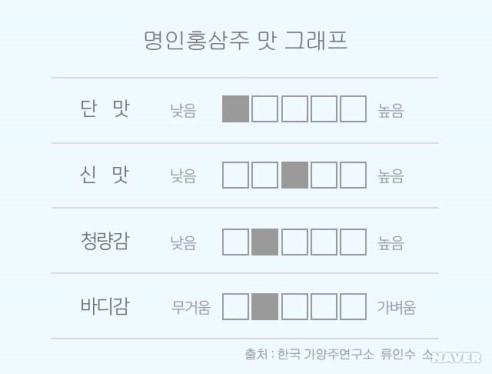 명인홍삼주 맛 그래프
단 맛 낮음 높음
신 맛 낮음 높음
청량감 낮음 높음
바디감 무거움 가벼움
출처 : 한국 가양주연구소 류인수 소
NAVER